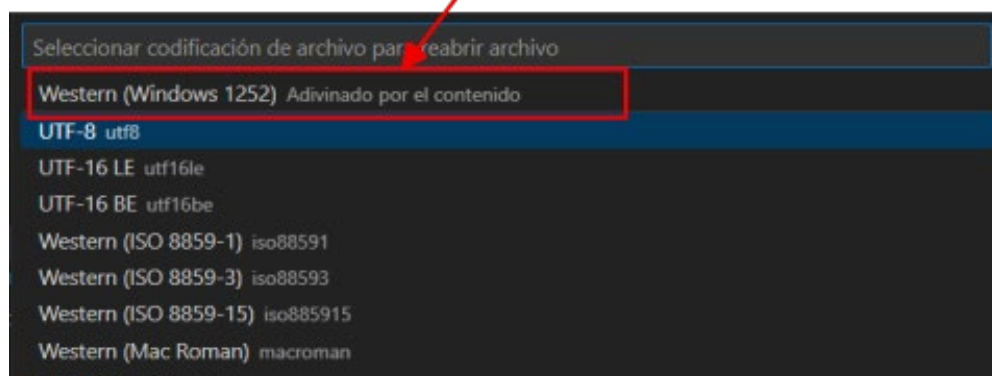 Seleccionar codificación de archivo para reabrir archivo
Western (Windows 1252) Adivinado por el contenido
UTF-8 utf8
UTF-16 LE utf16le
UTF-16 BE utf16be
Western (ISO 8859-1) iso88591
Western (ISO 8859-3) iso88593
Western (ISO 8859-15) iso885915
Western (Mac Roman) macroman